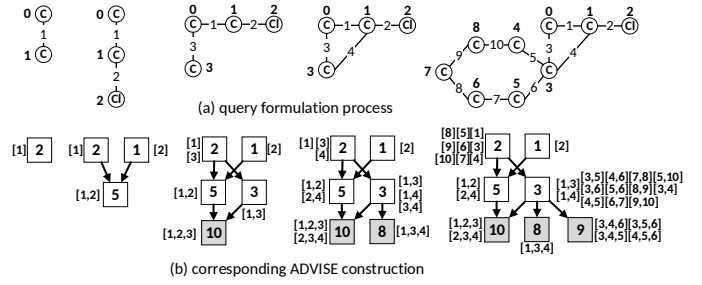 0 C
1
1 C
0 C
1
1 C
2
2 Cl
0 1 2
C 1 C 2 Cl
3
C 3
0 1 2
C 1 C 2 Cl
3 4
3 C
0 1 2
C 1 C 2 Cl
8 4
C 10 C
9 5 3 4
7 C C 3
8 6
6 5
C 7 C
(a) query formulation process
[1] 2
[1] 2 1 [2]
[1,2] 5
[1]
[3] 2 1 [2]
[1,2] 5 3
[1,3]
[1,2,3] 10
[1][3]
[4] 2 1 [2]
[1,2]
[2,4] 5 3 [1,3]
[1,4]
[3,4]
[1,2,3]
[2,3,4] 10 8 [1,3,4]
[8][5][1]
[9][6][3]
[10][7][4] 2 1 [2]
[1,2]
[2,4] 5 3 [1,3]
[1,4]
[3,5][4,6][7,8][5,10]
[3,6][5,6][8,9][3,4]
[4,5][6,7][9,10]
[1,2,3]
[2,3,4] 10 8 9 [3,4,6][3,5,6]
[3,4,5][4,5,6]
[1,3,4]
(b) corresponding ADVISE construction